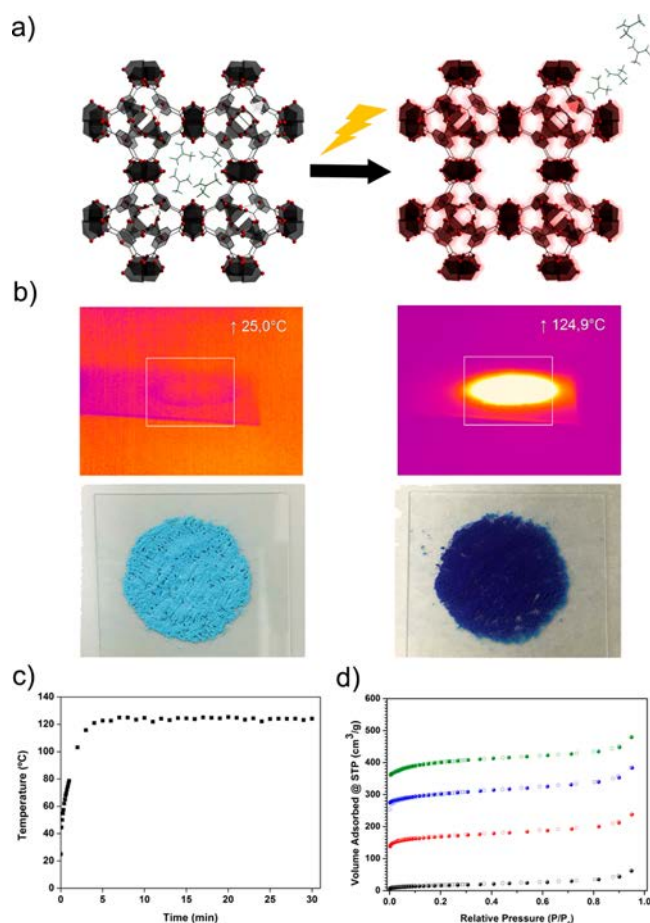 a)
b)
↑ 25,0°C
↑ 124,9°C
c)
d)
140
120
100
80
60
40
20
0
Temperature (ºC)
0 5 10 15 20 25 30
Time (min)
600
500
400
300
200
100
0
Volume Adsorbed @ STP (cm³/g)
0.0 0.2 0.4 0.6 0.8 1.0
Relative Pressure (P/P₀)